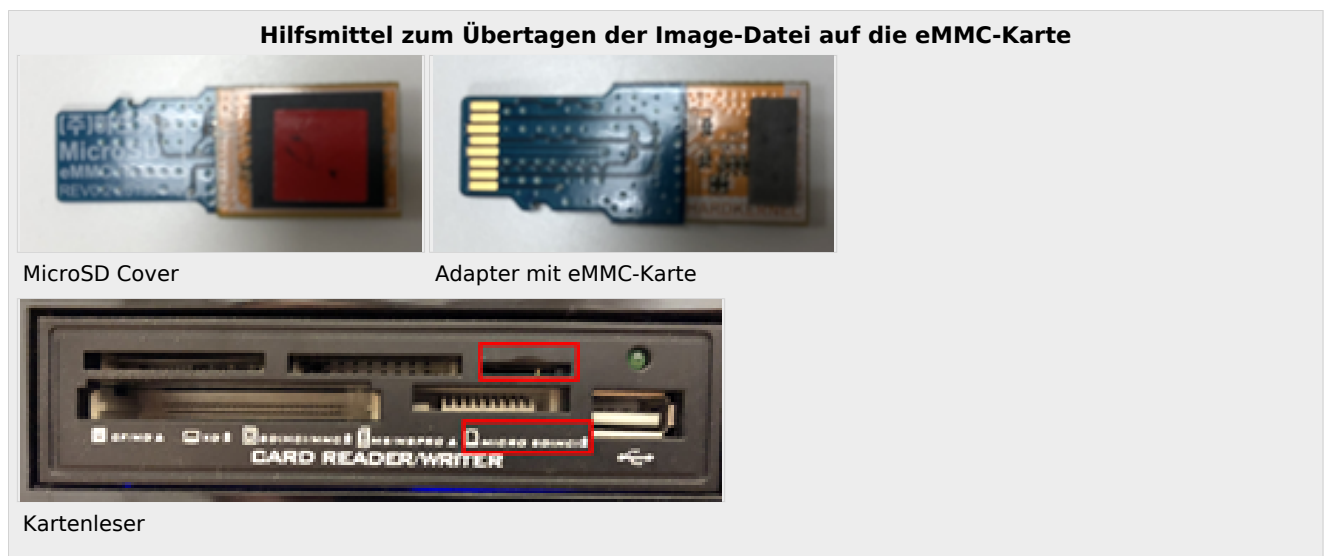 Hilfsmittel zum Übertagen der Image-Datei auf die eMMC-Karte
[주]
MicroSD
eMMC
MicroSD Cover
Adapter mit eMMC-Karte
CARD READER/WRITER
Kartenleser